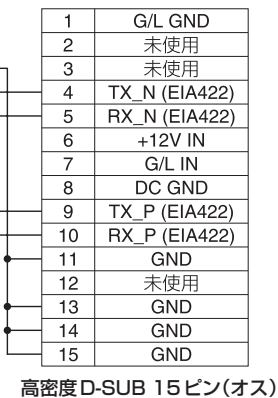 1 G/L GND
2 未使用
3 未使用
4 TX_N (EIA422)
5 RX_N (EIA422)
6 +12V IN
7 G/L IN
8 DC GND
9 TX_P (EIA422)
10 RX_P (EIA422)
11 GND
12 未使用
13 GND
14 GND
15 GND
高密度D-SUB 15ピン(オス)